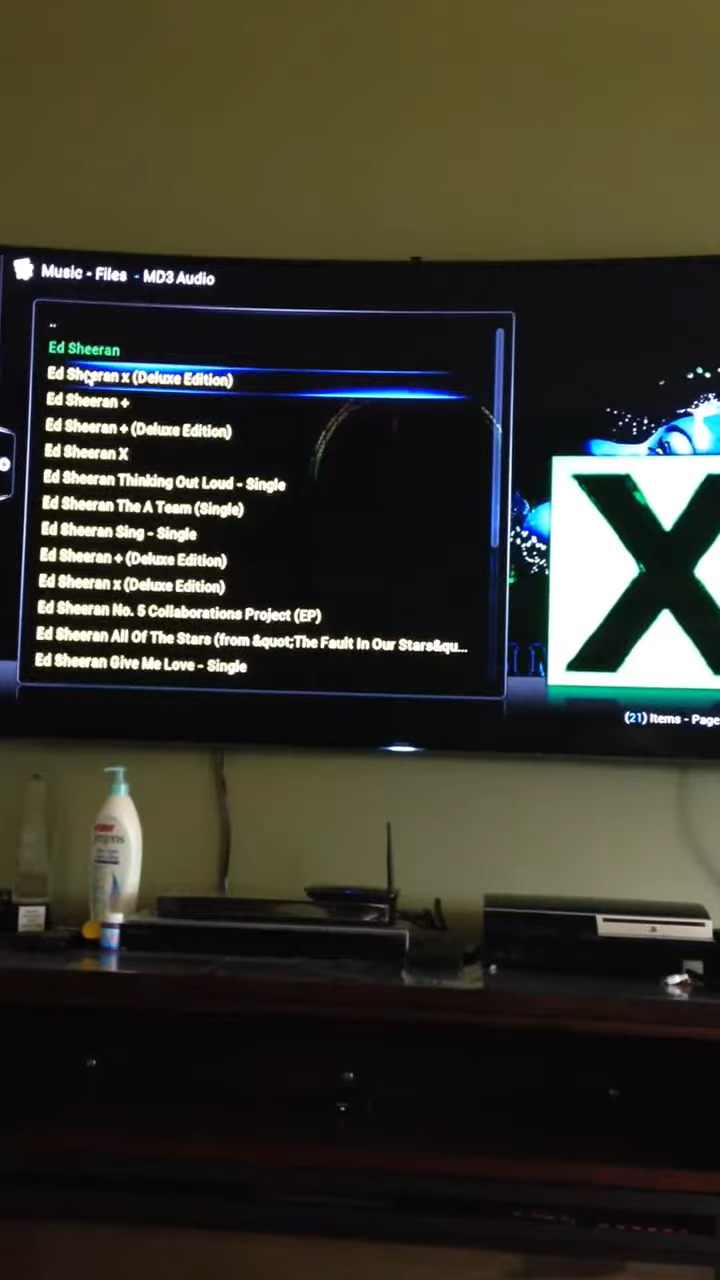 Music - Files - MD3 Audio
..
Ed Sheeran
Ed Sheeran x (Deluxe Edition)
Ed Sheeran +
Ed Sheeran + (Deluxe Edition)
Ed Sheeran X
Ed Sheeran Thinking Out Loud - Single
Ed Sheeran The A Team (Single)
Ed Sheeran Sing - Single
Ed Sheeran + (Deluxe Edition)
Ed Sheeran x (Deluxe Edition)
Ed Sheeran No. 5 Collaborations Project (EP)
Ed Sheeran All Of The Stars (from &quot;The Fault In Our Stars&qu...
Ed Sheeran Give Me Love - Single
X
(21) Items - Page